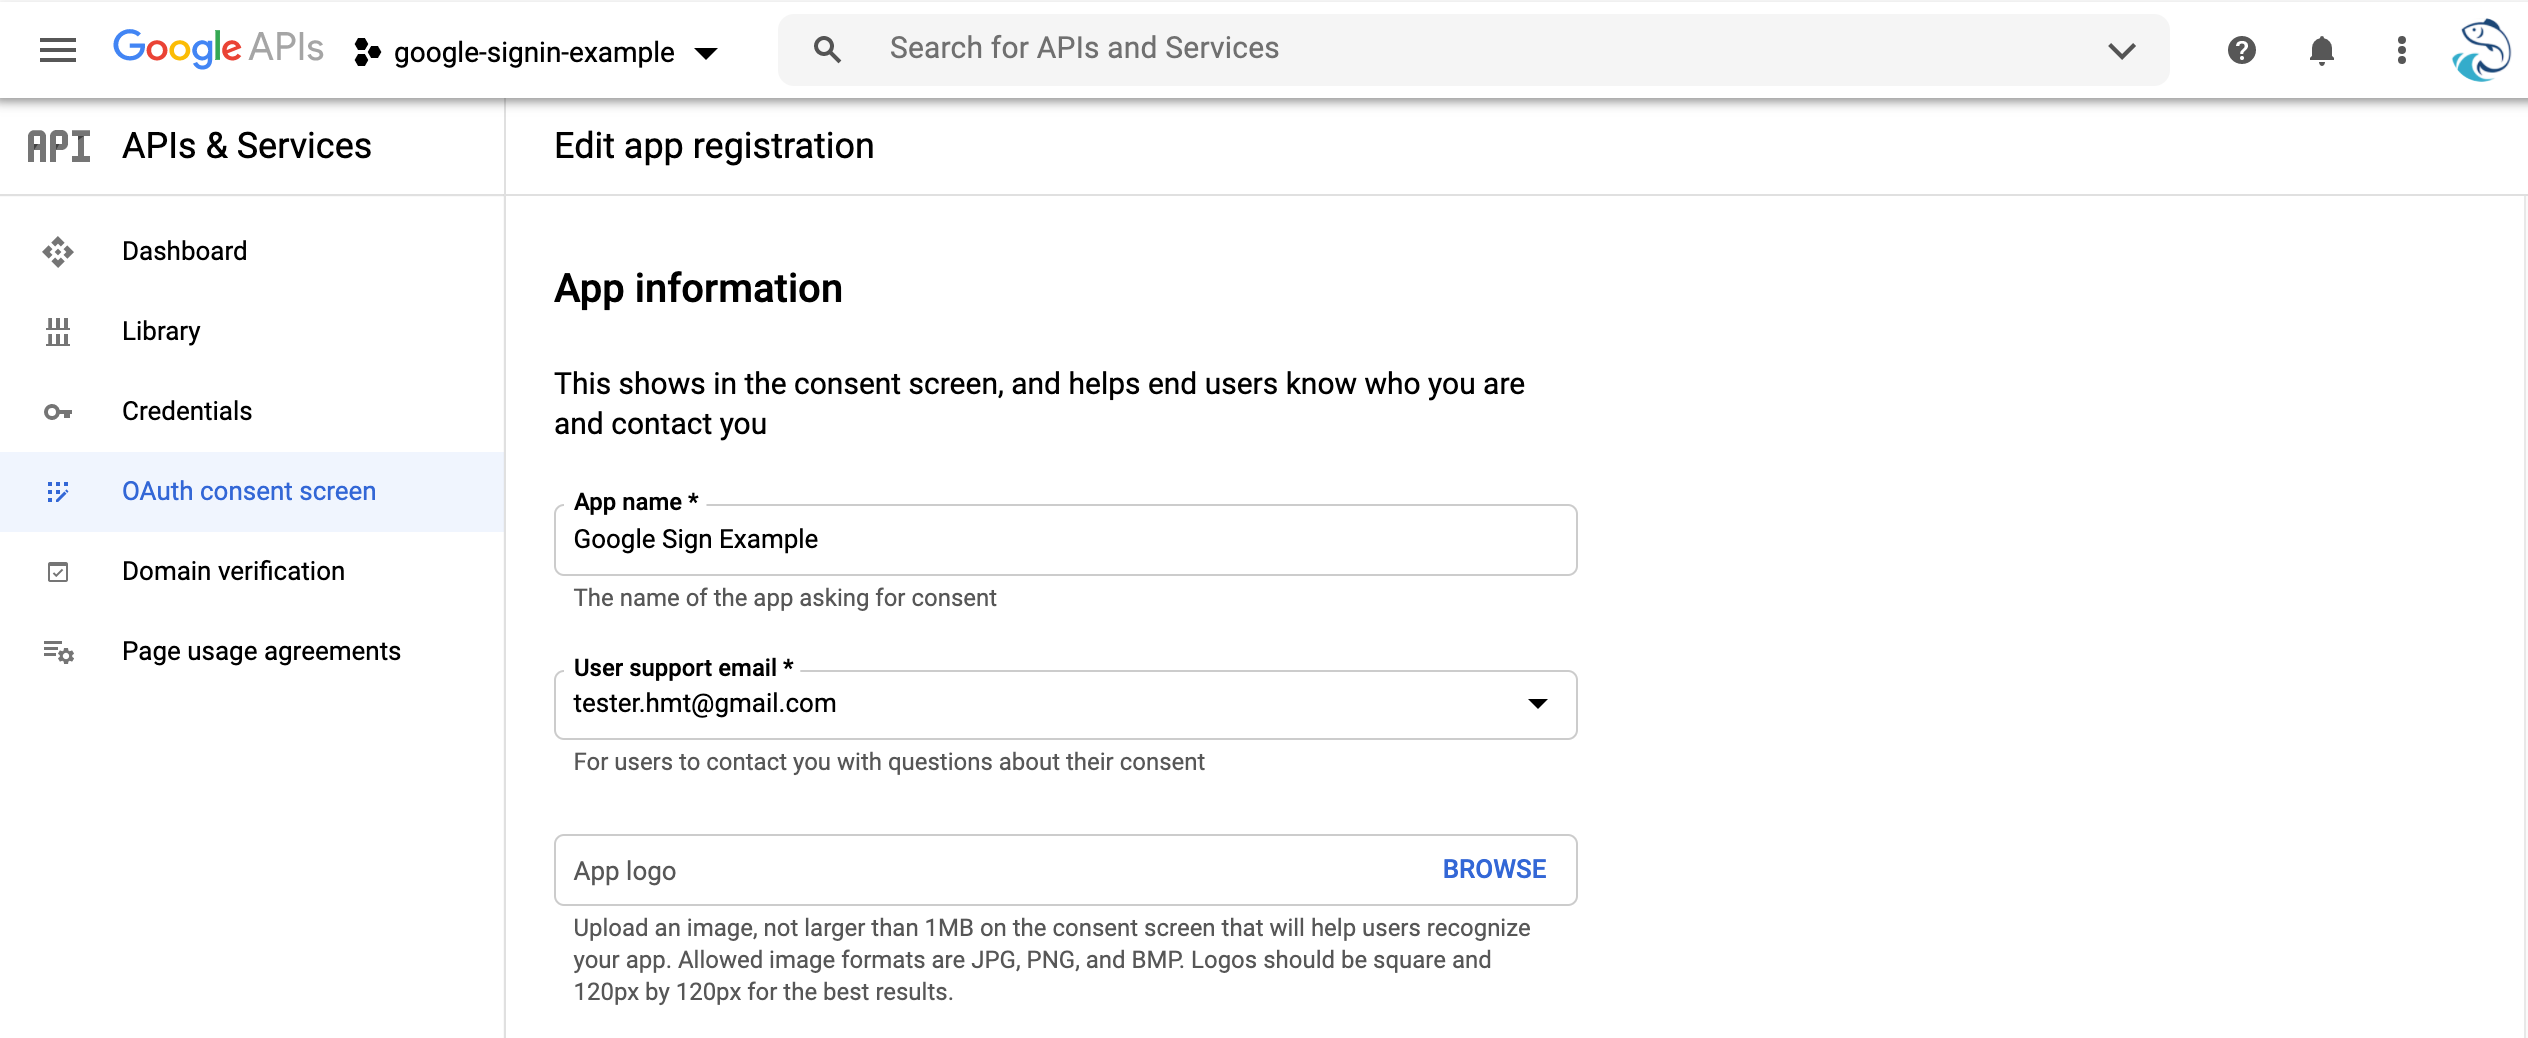 Google APIs
google-signin-example
Search for APIs and Services
API
APIs & Services
Edit app registration
Dashboard
Library
Credentials
OAuth consent screen
Domain verification
Page usage agreements
App information
This shows in the consent screen, and helps end users know who you are
and contact you
App name *
Google Sign Example
The name of the app asking for consent
User support email *
tester.hmt@gmail.com
For users to contact you with questions about their consent
App logo
BROWSE
Upload an image, not larger than 1MB on the consent screen that will help users recognize
your app. Allowed image formats are JPG, PNG, and BMP. Logos should be square and
120px by 120px for the best results.